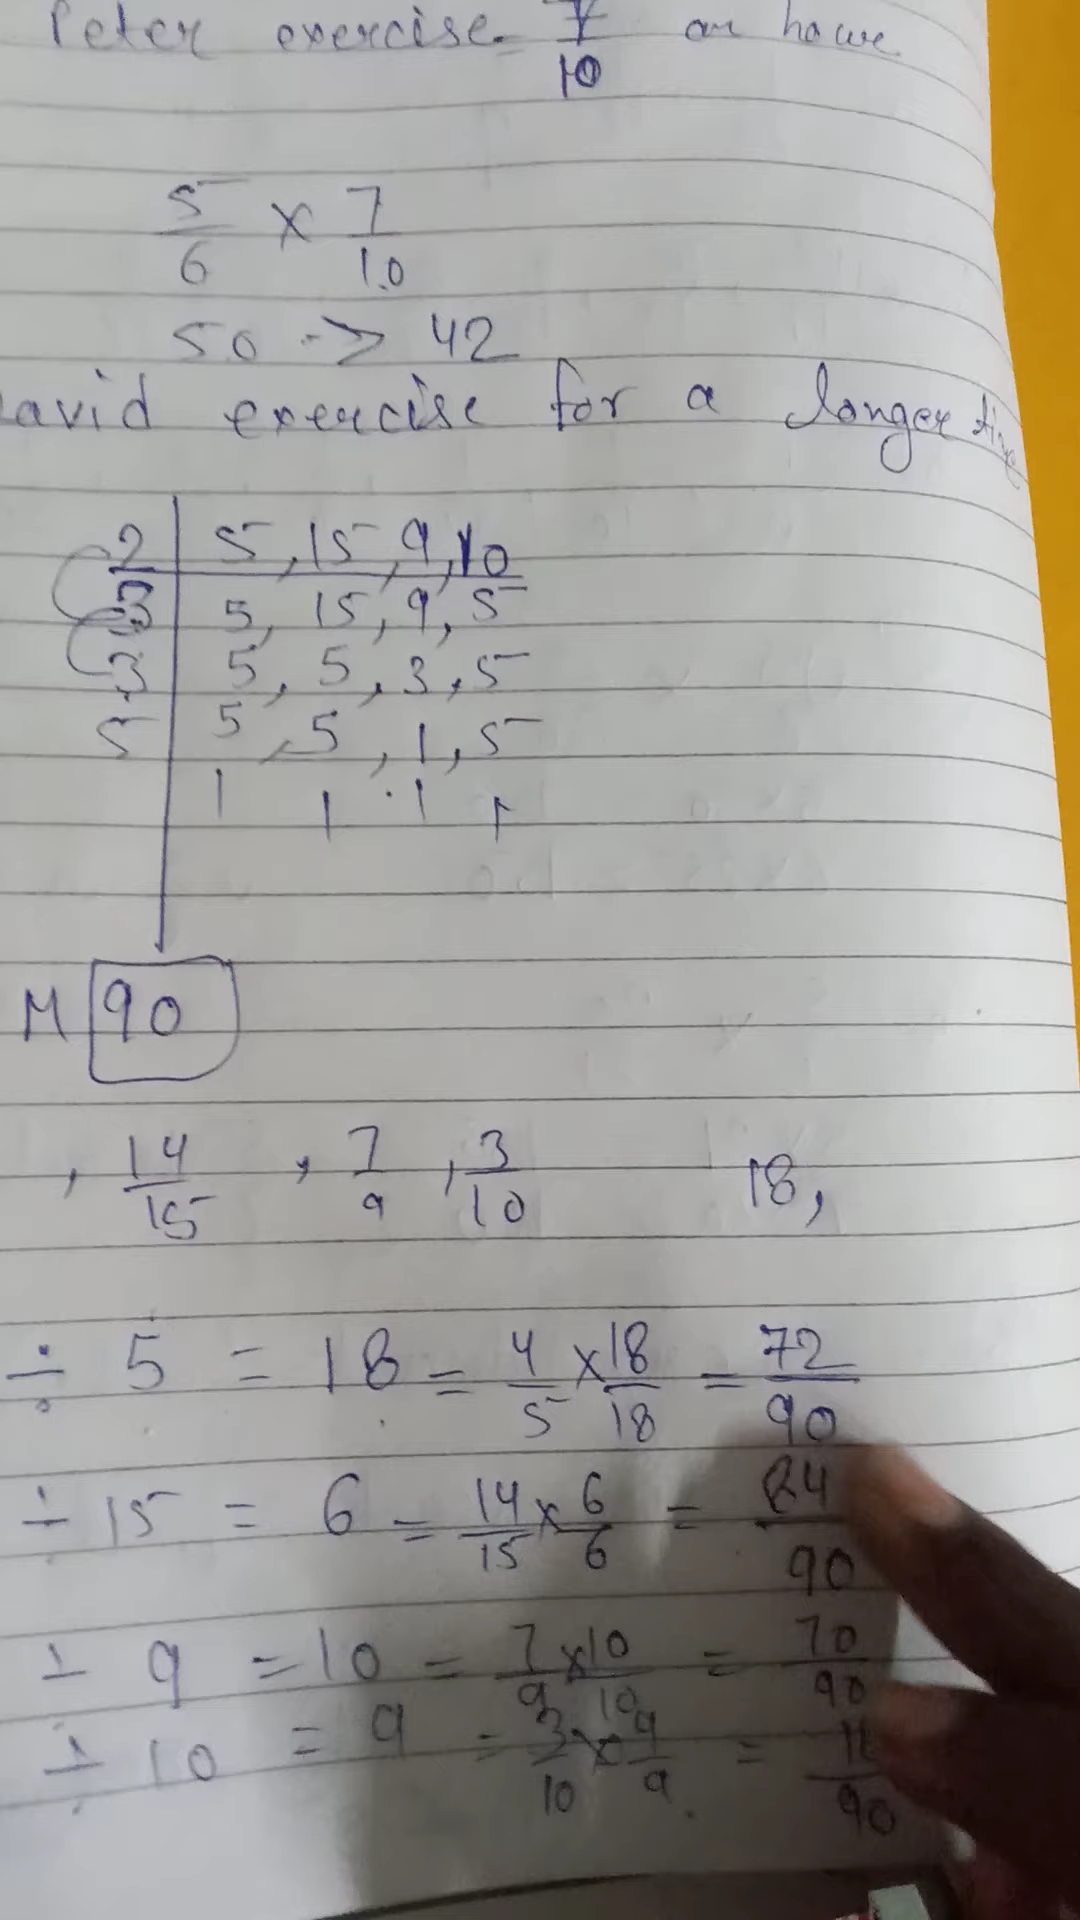 Peter exercise 7/10 an houre
5/6 × 7/10
50 -> 42
avid exercise for a longer time
2 | 5, 15, 9, 10
3 | 5, 15, 9, 5
3 | 5, 5, 3, 5
5 | 5, 5, 1, 5
1 1 1 1
M 90
, 14/15, 7/9, 3/10 18,
÷ 5 = 18 = 4/5 × 18/18 = 72/90
÷ 15 = 6 = 14/15 × 6/6 = 84/90
÷ 9 = 10 = 7/9 × 10/10 = 70/90
÷ 10 = 9 = 3/10 × 9/9 = /90